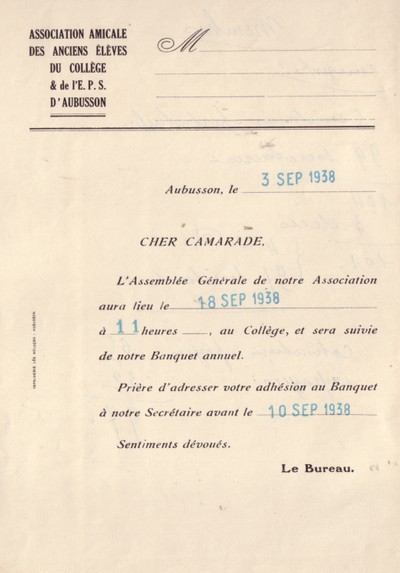 ASSOCIATION AMICALE
DES ANCIENS ÉLÈVES
DU COLLÈGE
& de l'E. P. S.
D'AUBUSSON
M
Aubusson, le 3 SEP 1938
CHER CAMARADE,
L'Assemblée Générale de notre Association
aura lieu le 18 SEP 1938
à 11 heures , au Collège, et sera suivie
de notre Banquet annuel.
Prière d'adresser votre adhésion au Banquet
à notre Secrétaire avant le 10 SEP 1938
Sentiments dévoués.
Le Bureau.